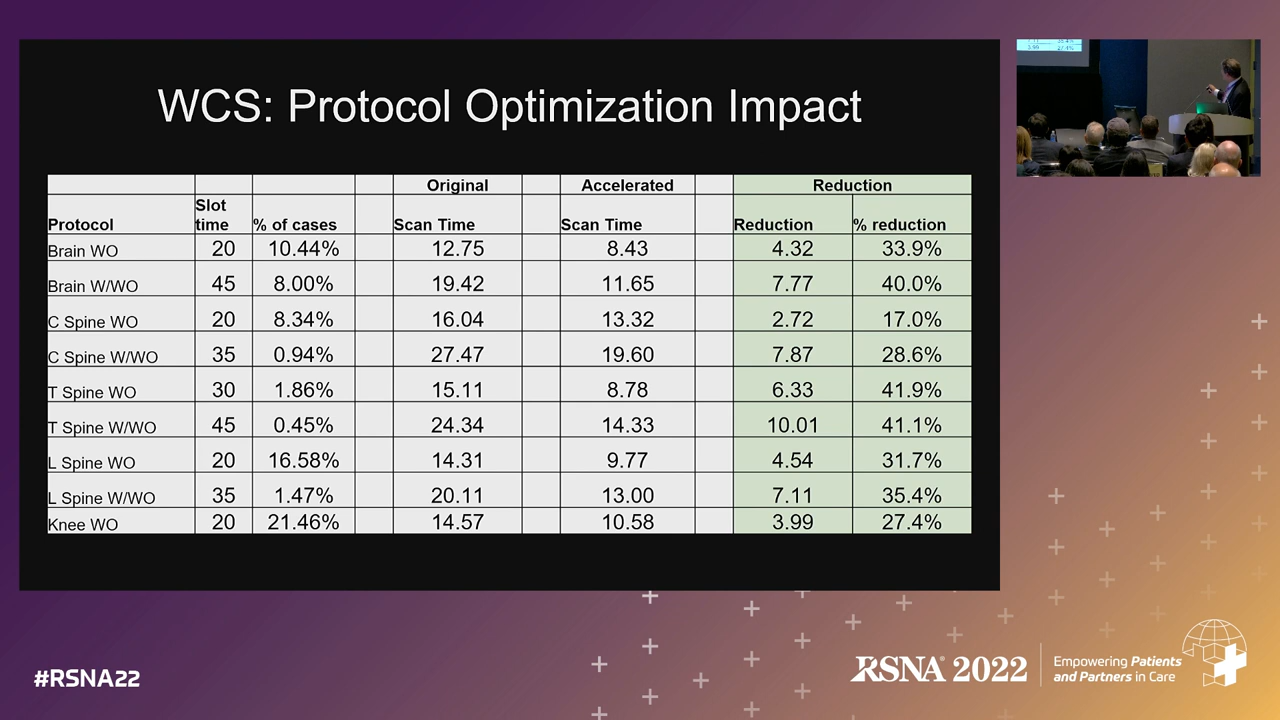 WCS: Protocol Optimization Impact
Original Accelerated Reduction
Protocol Slot time % of cases Scan Time Scan Time Reduction % reduction
Brain WO 20 10.44% 12.75 8.43 4.32 33.9%
Brain W/WO 45 8.00% 19.42 11.65 7.77 40.0%
C Spine WO 20 8.34% 16.04 13.32 2.72 17.0%
C Spine W/WO 35 0.94% 27.47 19.60 7.87 28.6%
T Spine WO 30 1.86% 15.11 8.78 6.33 41.9%
T Spine W/WO 45 0.45% 24.34 14.33 10.01 41.1%
L Spine WO 20 16.58% 14.31 9.77 4.54 31.7%
L Spine W/WO 35 1.47% 20.11 13.00 7.11 35.4%
Knee WO 20 21.46% 14.57 10.58 3.99 27.4%
3.99 27.4%
#RSNA22
RSNA® 2022
Empowering Patients
and Partners in Care